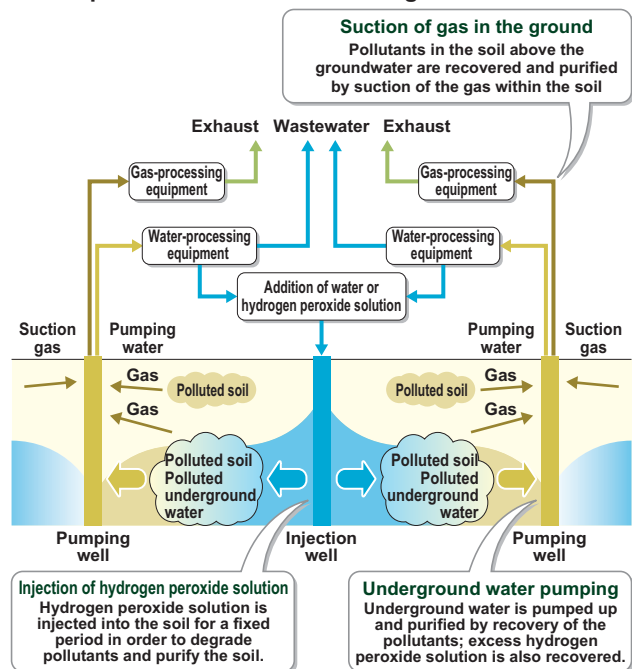 Suction of gas in the ground
Pollutants in the soil above the
groundwater are recovered and purified
by suction of the gas within the soil
Exhaust Wastewater Exhaust
Gas-processing
equipment
Gas-processing
equipment
Water-processing
equipment
Water-processing
equipment
Addition of water or
hydrogen peroxide solution
Suction
gas
Pumping
water
Pumping
water
Suction
gas
Gas
Polluted soil
Gas
Polluted soil
Gas
Gas
Polluted soil
Polluted
underground
water
Polluted soil
Polluted
underground
water
Pumping
well
Injection
well
Pumping
well
Injection of hydrogen peroxide solution
Hydrogen peroxide solution is
injected into the soil for a fixed
period in order to degrade
pollutants and purify the soil.
Underground water pumping
Underground water is pumped up
and purified by recovery of the
pollutants; excess hydrogen
peroxide solution is also recovered.